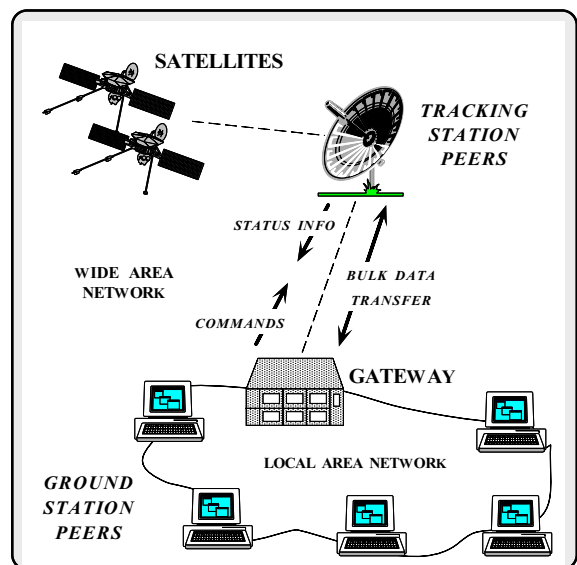 SATELLITES
TRACKING
STATION
PEERS
STATUS INFO
WIDE AREA
NETWORK
BULK DATA
TRANSFER
COMMANDS
GATEWAY
LOCAL AREA NETWORK
GROUND
STATION
PEERS